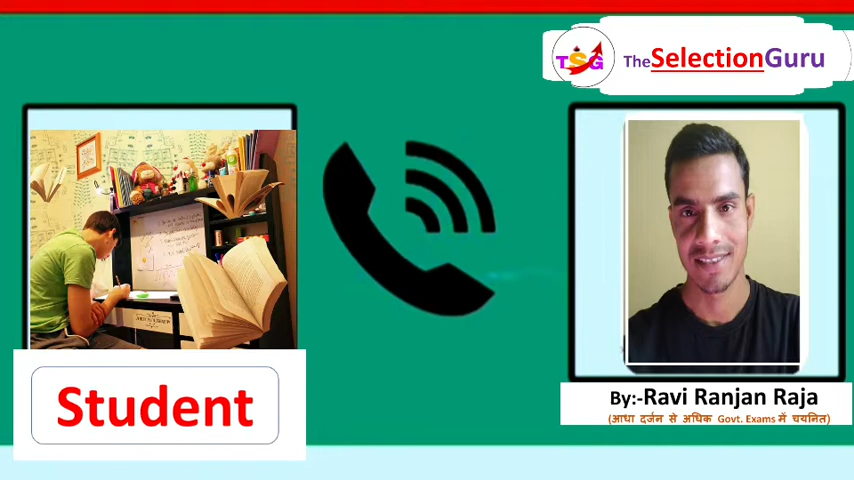 TSG
TheSelectionGuru
Student
By:-Ravi Ranjan Raja
(आधा दर्जन से अधिक Govt. Exams में चयनित)